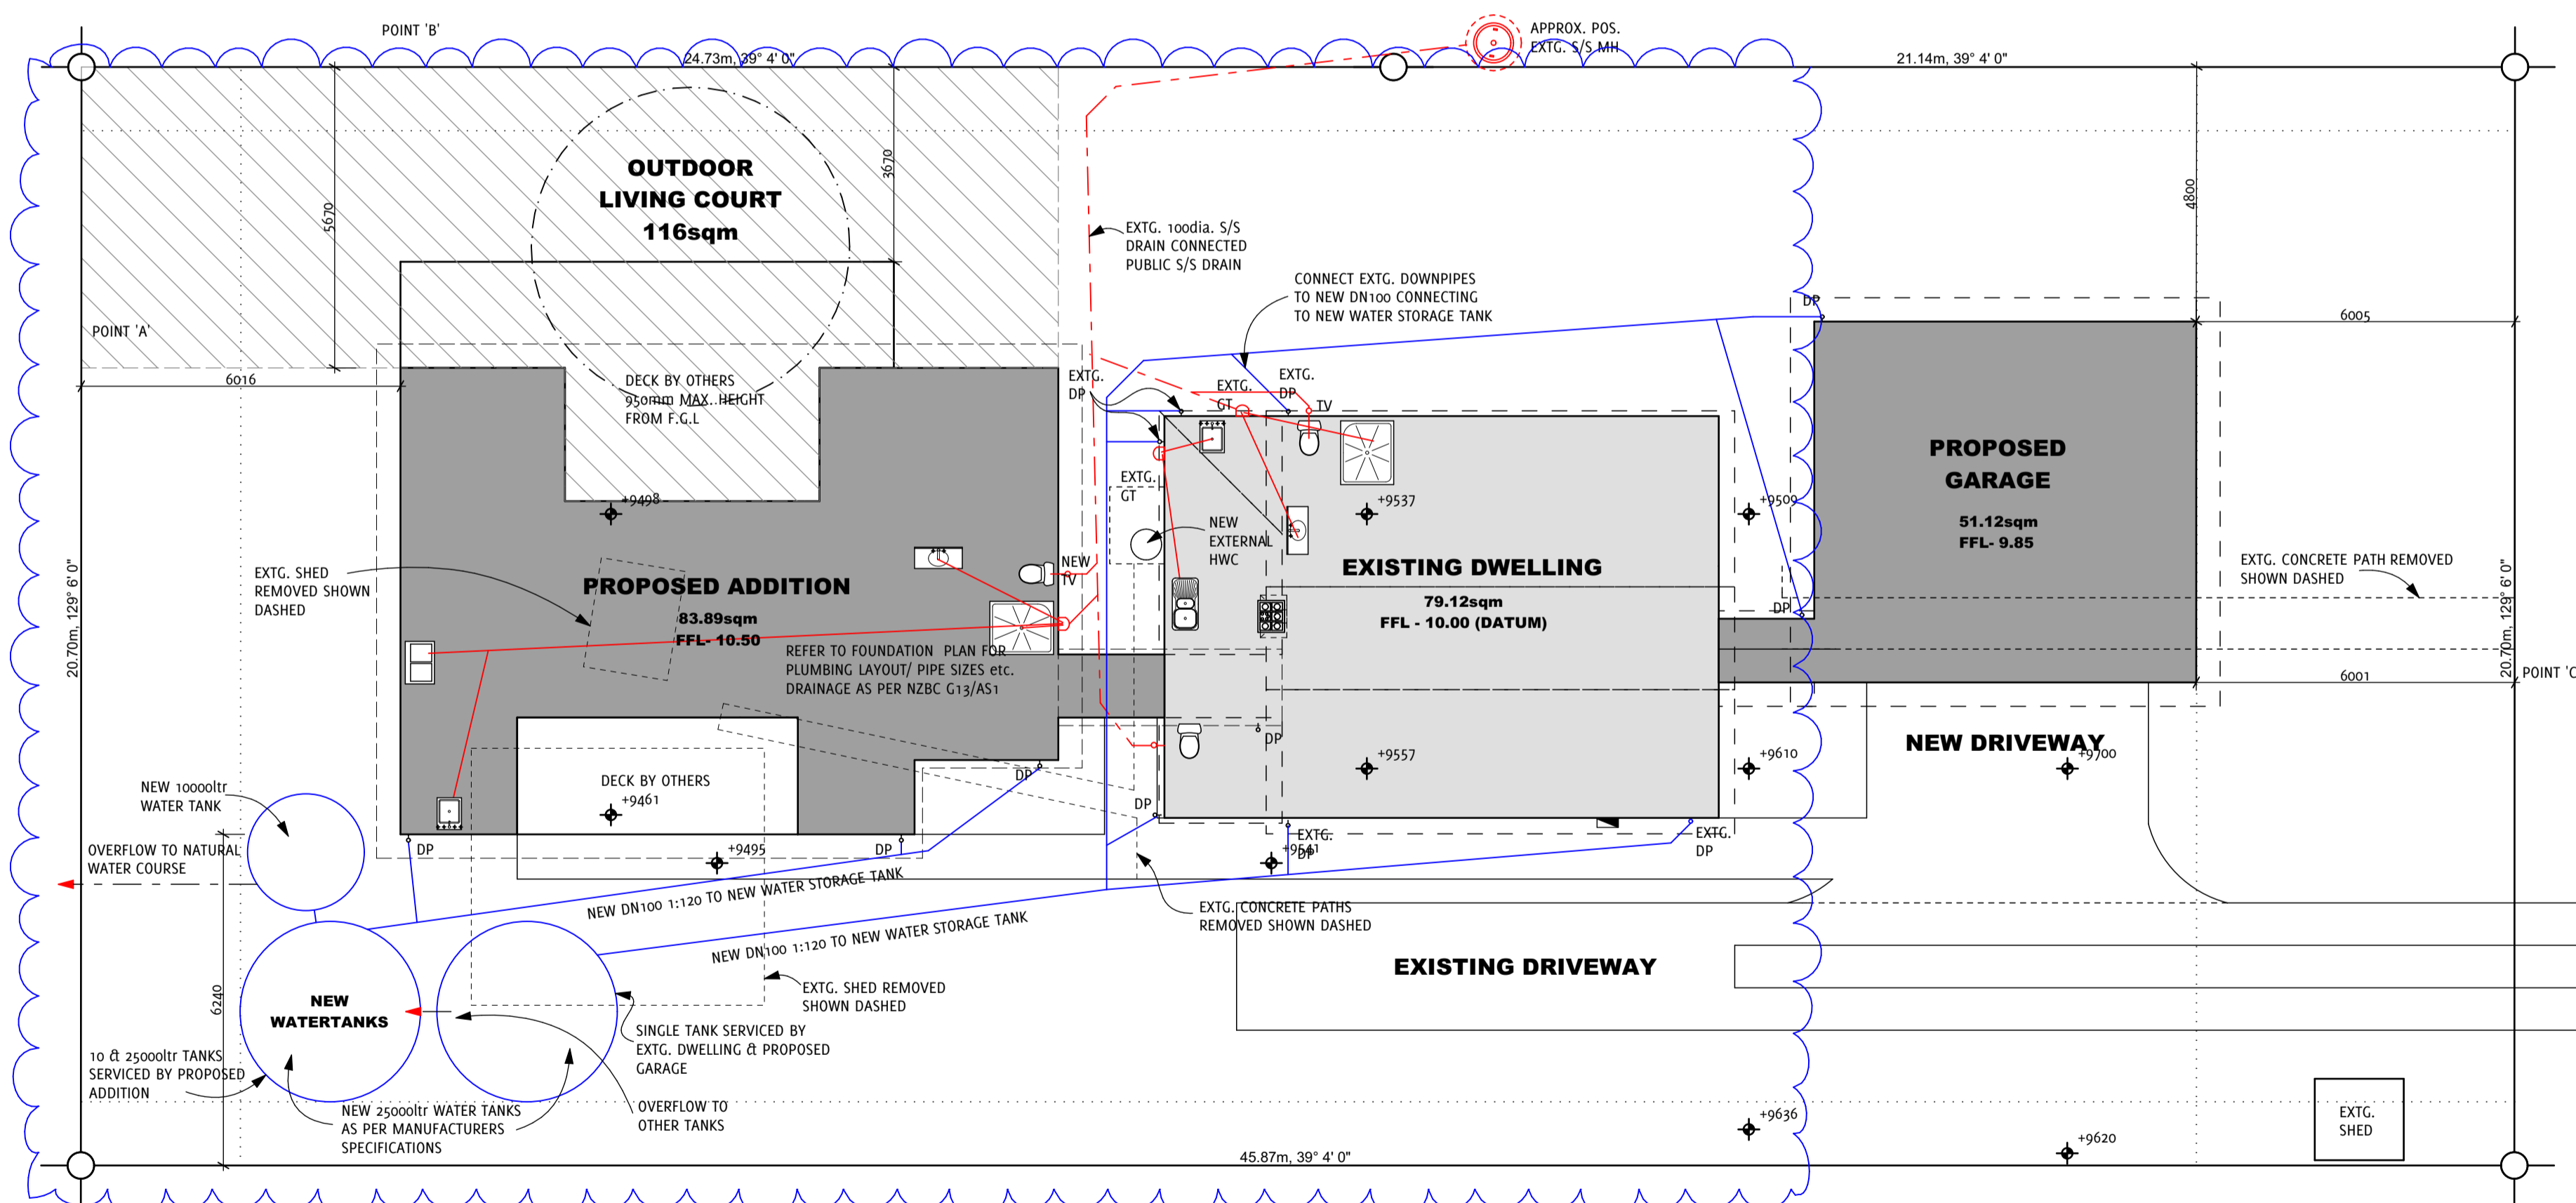 POINT 'B'
APPROX. POS.
EXTG. S/S MH
24.73m, 39° 4' 0"
21.14m, 39° 4' 0"
OUTDOOR
LIVING COURT
116sqm
5670
3670
4800
EXTG. 100dia. S/S
DRAIN CONNECTED
PUBLIC S/S DRAIN
CONNECT EXTG. DOWNPIPES
TO NEW DN100 CONNECTING
TO NEW WATER STORAGE TANK
DP
6005
POINT 'A'
6016
DECK BY OTHERS
950mm MAX. HEIGHT
FROM F.G.L
EXTG.
DP
EXTG.
GT
EXTG.
DP
TV
PROPOSED
GARAGE
51.12sqm
FFL- 9.85
EXTG.
GT
+9498
+9537
+9509
NEW
EXTERNAL
HWC
NEW
TV
EXTG. SHED
REMOVED SHOWN
DASHED
PROPOSED ADDITION
83.89sqm
FFL- 10.50
EXISTING DWELLING
79.12sqm
FFL - 10.00 (DATUM)
DP
EXTG. CONCRETE PATH REMOVED
SHOWN DASHED
20.70m, 129° 6' 0"
20.70m, 129° 6' 0"
REFER TO FOUNDATION PLAN FOR
PLUMBING LAYOUT/ PIPE SIZES etc.
DRAINAGE AS PER NZBC G13/AS1
6001
POINT 'C
DP
NEW DRIVEWAY
+9557
+9610
+9700
DECK BY OTHERS
+9461
DP
DP
NEW 10000ltr
WATER TANK
OVERFLOW TO NATURAL
WATER COURSE
DP
DP
+9495
+9541
EXTG.
DP
EXTG.
DP
NEW DN100 1:120 TO NEW WATER STORAGE TANK
NEW DN100 1:120 TO NEW WATER STORAGE TANK
EXTG. CONCRETE PATHS
REMOVED SHOWN DASHED
EXISTING DRIVEWAY
6240
NEW
WATERTANKS
EXTG. SHED REMOVED
SHOWN DASHED
SINGLE TANK SERVICED BY
EXTG. DWELLING & PROPOSED
GARAGE
10 & 25000ltr TANKS
SERVICED BY PROPOSED
ADDITION
NEW 25000ltr WATER TANKS
AS PER MANUFACTURERS
SPECIFICATIONS
OVERFLOW TO
OTHER TANKS
+9636
+9620
EXTG.
SHED
45.87m, 39° 4' 0"